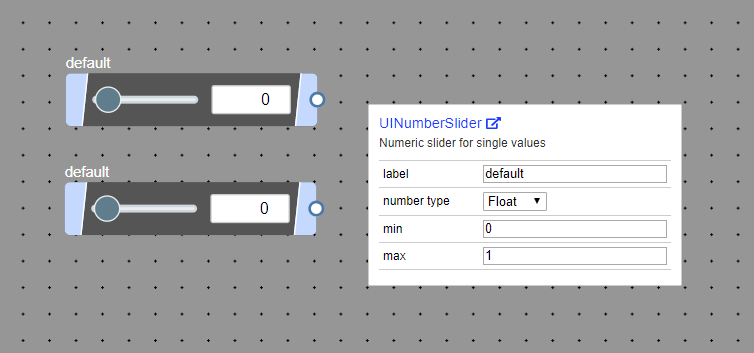 default
0
default
0
UINumberSlider
Numeric slider for single values
label default
number type Float
min 0
max 1